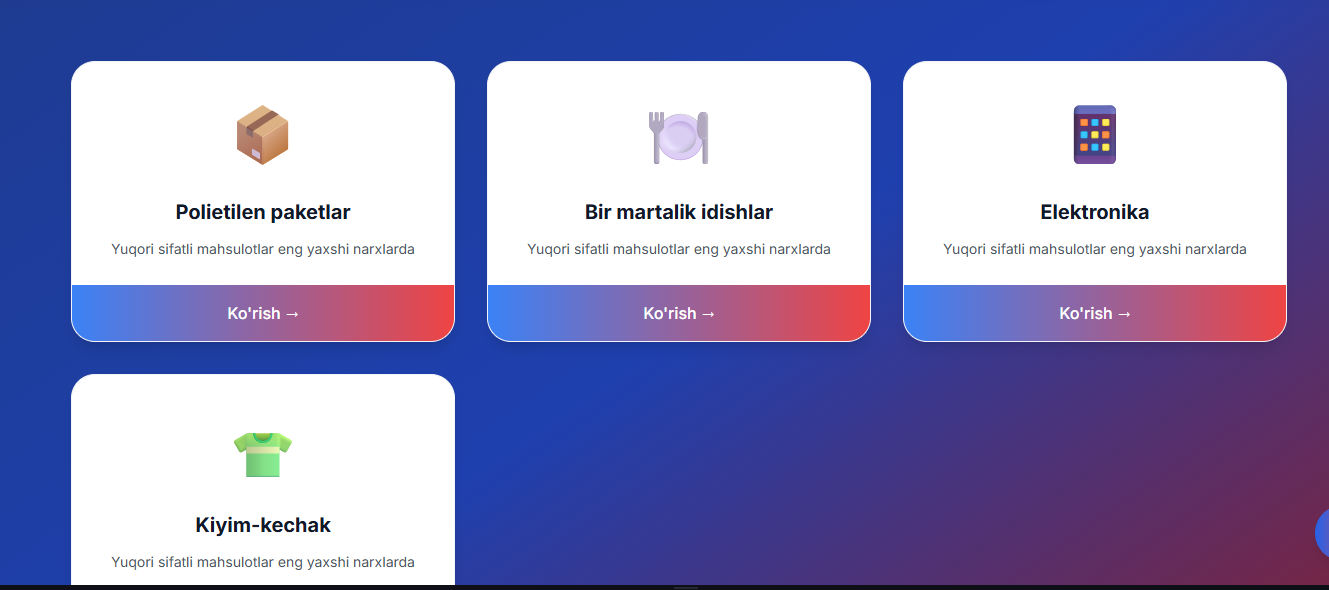 Polietilen paketlar
Yuqori sifatli mahsulotlar eng yaxshi narxlarda
Ko'rish →
Bir martalik idishlar
Yuqori sifatli mahsulotlar eng yaxshi narxlarda
Ko'rish →
Elektronika
Yuqori sifatli mahsulotlar eng yaxshi narxlarda
Ko'rish →
Kiyim-kechak
Yuqori sifatli mahsulotlar eng yaxshi narxlarda